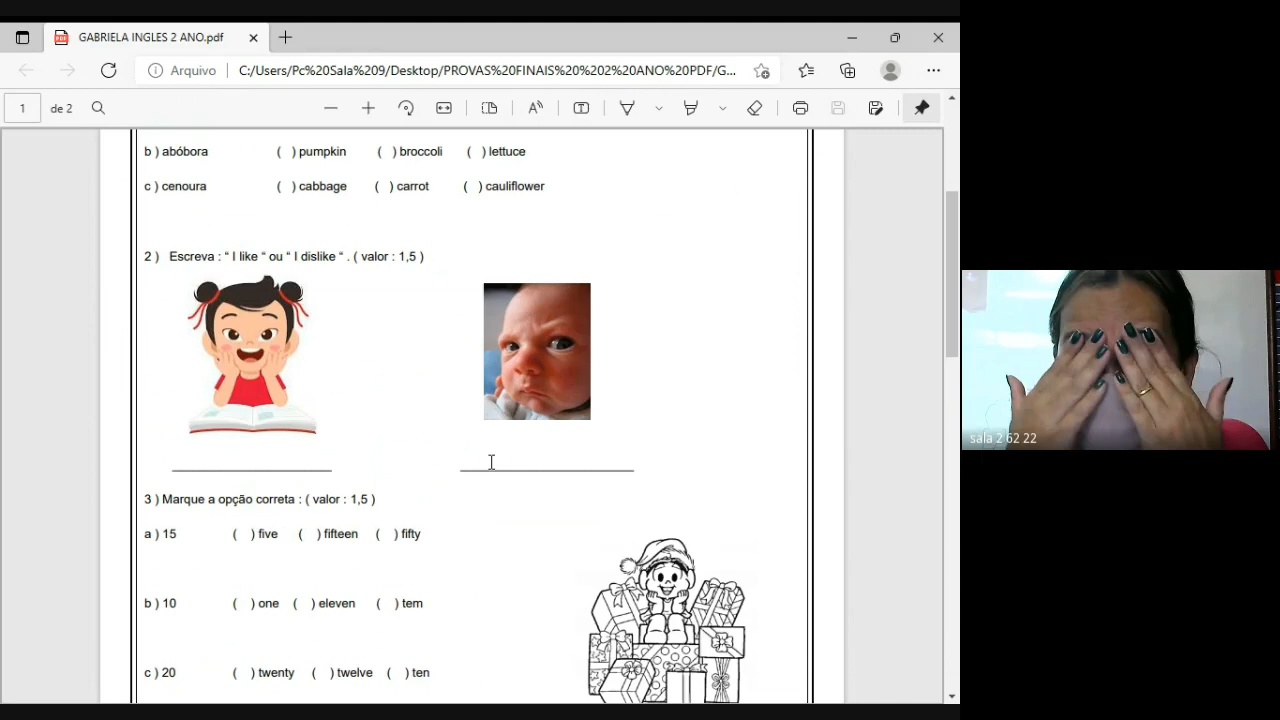 GABRIELA INGLES 2 ANO.pdf
Arquivo C:/Users/Pc%20Sala%209/Desktop/PROVAS%20FINAIS%20%202%20ANO%20PDF/G...
1 de 2
b ) abóbora ( ) pumpkin ( ) broccoli ( ) lettuce
c ) cenoura ( ) cabbage ( ) carrot ( ) cauliflower
2 ) Escreva : “ I like “ ou “ I dislike “ . ( valor : 1,5 )
3 ) Marque a opção correta : ( valor : 1,5 )
a ) 15 ( ) five ( ) fifteen ( ) fifty
b ) 10 ( ) one ( ) eleven ( ) tem
c ) 20 ( ) twenty ( ) twelve ( ) ten
sala 2 62 22